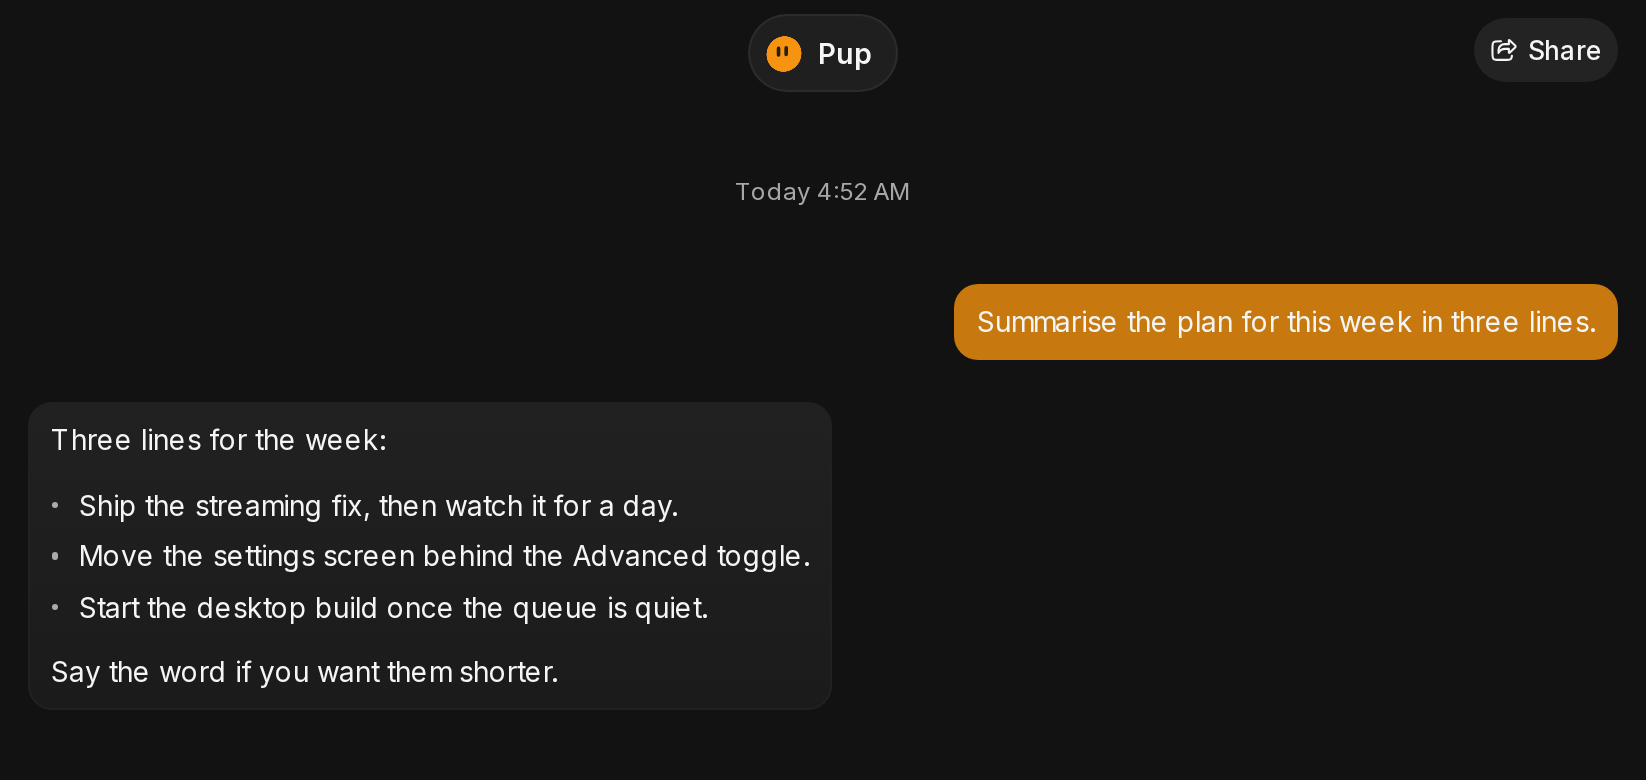 Pup
Share
Today 4:52 AM
Summarise the plan for this week in three lines.
Three lines for the week:
• Ship the streaming fix, then watch it for a day.
• Move the settings screen behind the Advanced toggle.
• Start the desktop build once the queue is quiet.
Say the word if you want them shorter.